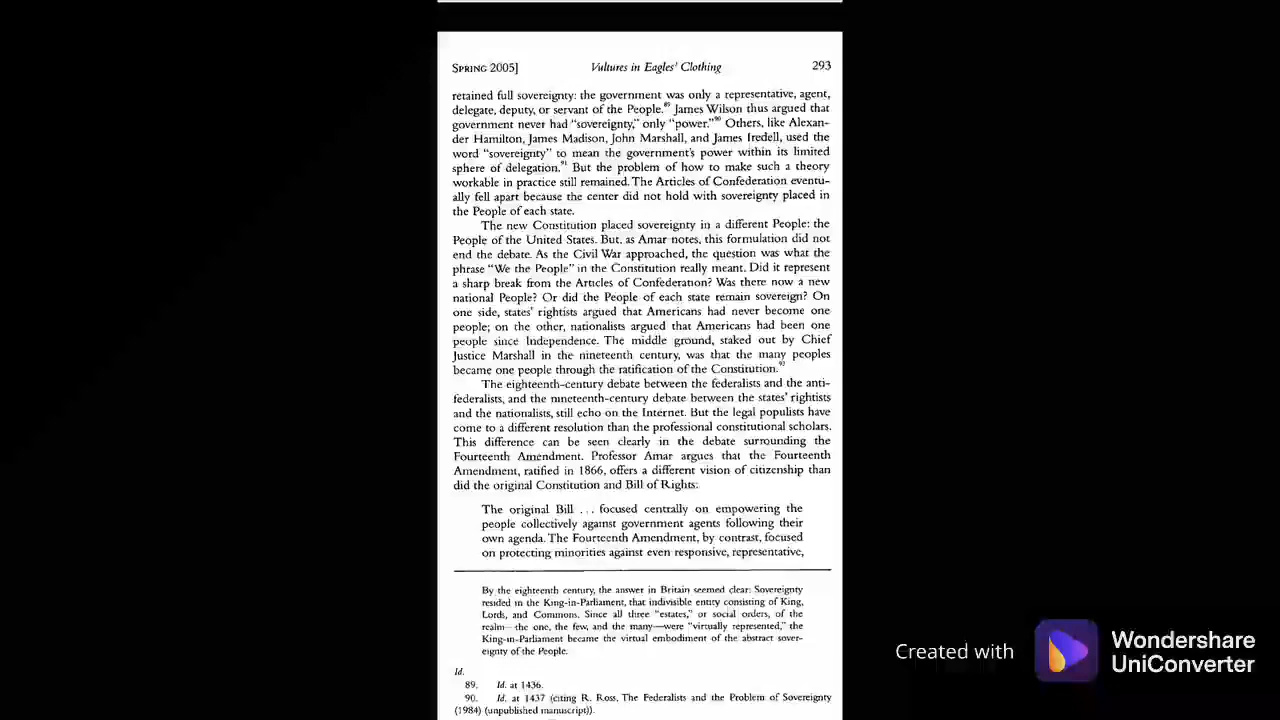 SPRING 2005] Vultures in Eagles' Clothing 293
retained full sovereignty: the government was only a representative, agent,
delegate, deputy, or servant of the People.89 James Wilson thus argued that
government never had "sovereignty," only "power."90 Others, like Alexan-
der Hamilton, James Madison, John Marshall, and James Iredell, used the
word "sovereignty" to mean the government's power within its limited
sphere of delegation.91 But the problem of how to make such a theory
workable in practice still remained. The Articles of Confederation eventu-
ally fell apart because the center did not hold with sovereignty placed in
the People of each state.
The new Constitution placed sovereignty in a different People: the
People of the United States. But, as Amar notes, this formulation did not
end the debate. As the Civil War approached, the question was what the
phrase "We the People" in the Constitution really meant. Did it represent
a sharp break from the Articles of Confederation? Was there now a new
national People? Or did the People of each state remain sovereign? On
one side, states' rightists argued that Americans had never become one
people; on the other, nationalists argued that Americans had been one
people since Independence. The middle ground, staked out by Chief
Justice Marshall in the nineteenth century, was that the many peoples
became one people through the ratification of the Constitution.92
The eighteenth-century debate between the federalists and the anti-
federalists, and the nineteenth-century debate between the states' rightists
and the nationalists, still echo on the Internet. But the legal populists have
come to a different resolution than the professional constitutional scholars.
This difference can be seen clearly in the debate surrounding the
Fourteenth Amendment. Professor Amar argues that the Fourteenth
Amendment, ratified in 1866, offers a different vision of citizenship than
did the original Constitution and Bill of Rights:
The original Bill . . . focused centrally on empowering the
people collectively against government agents following their
own agenda. The Fourteenth Amendment, by contrast, focused
on protecting minorities against even responsive, representative,
By the eighteenth century, the answer in Britain seemed clear: Sovereignty
resided in the King-in-Parliament, that indivisible entity consisting of King,
Lords, and Commons. Since all three "estates," or social orders, of the
realm—the one, the few, and the many—were "virtually represented," the
King-in-Parliament became the virtual embodiment of the abstract sover-
eignty of the People.
Id.
89. Id. at 1436.
90. Id. at 1437 (citing R. Ross, The Federalists and the Problem of Sovereignty
(1984) (unpublished manuscript)).
Created with Wondershare
UniConverter